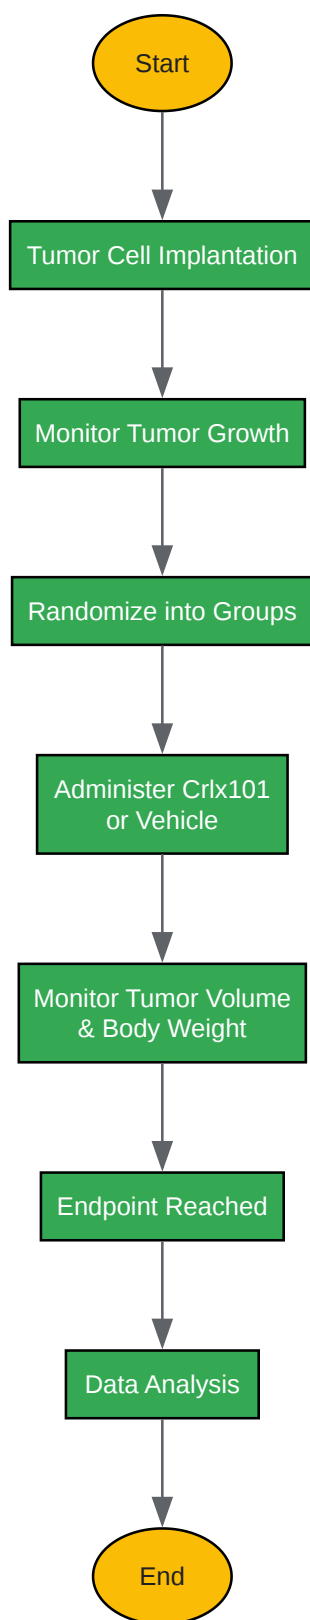 Start
Tumor Cell Implantation
Monitor Tumor Growth
Randomize into Groups
Administer Crlx101
or Vehicle
Monitor Tumor Volume
& Body Weight
Endpoint Reached
Data Analysis
End